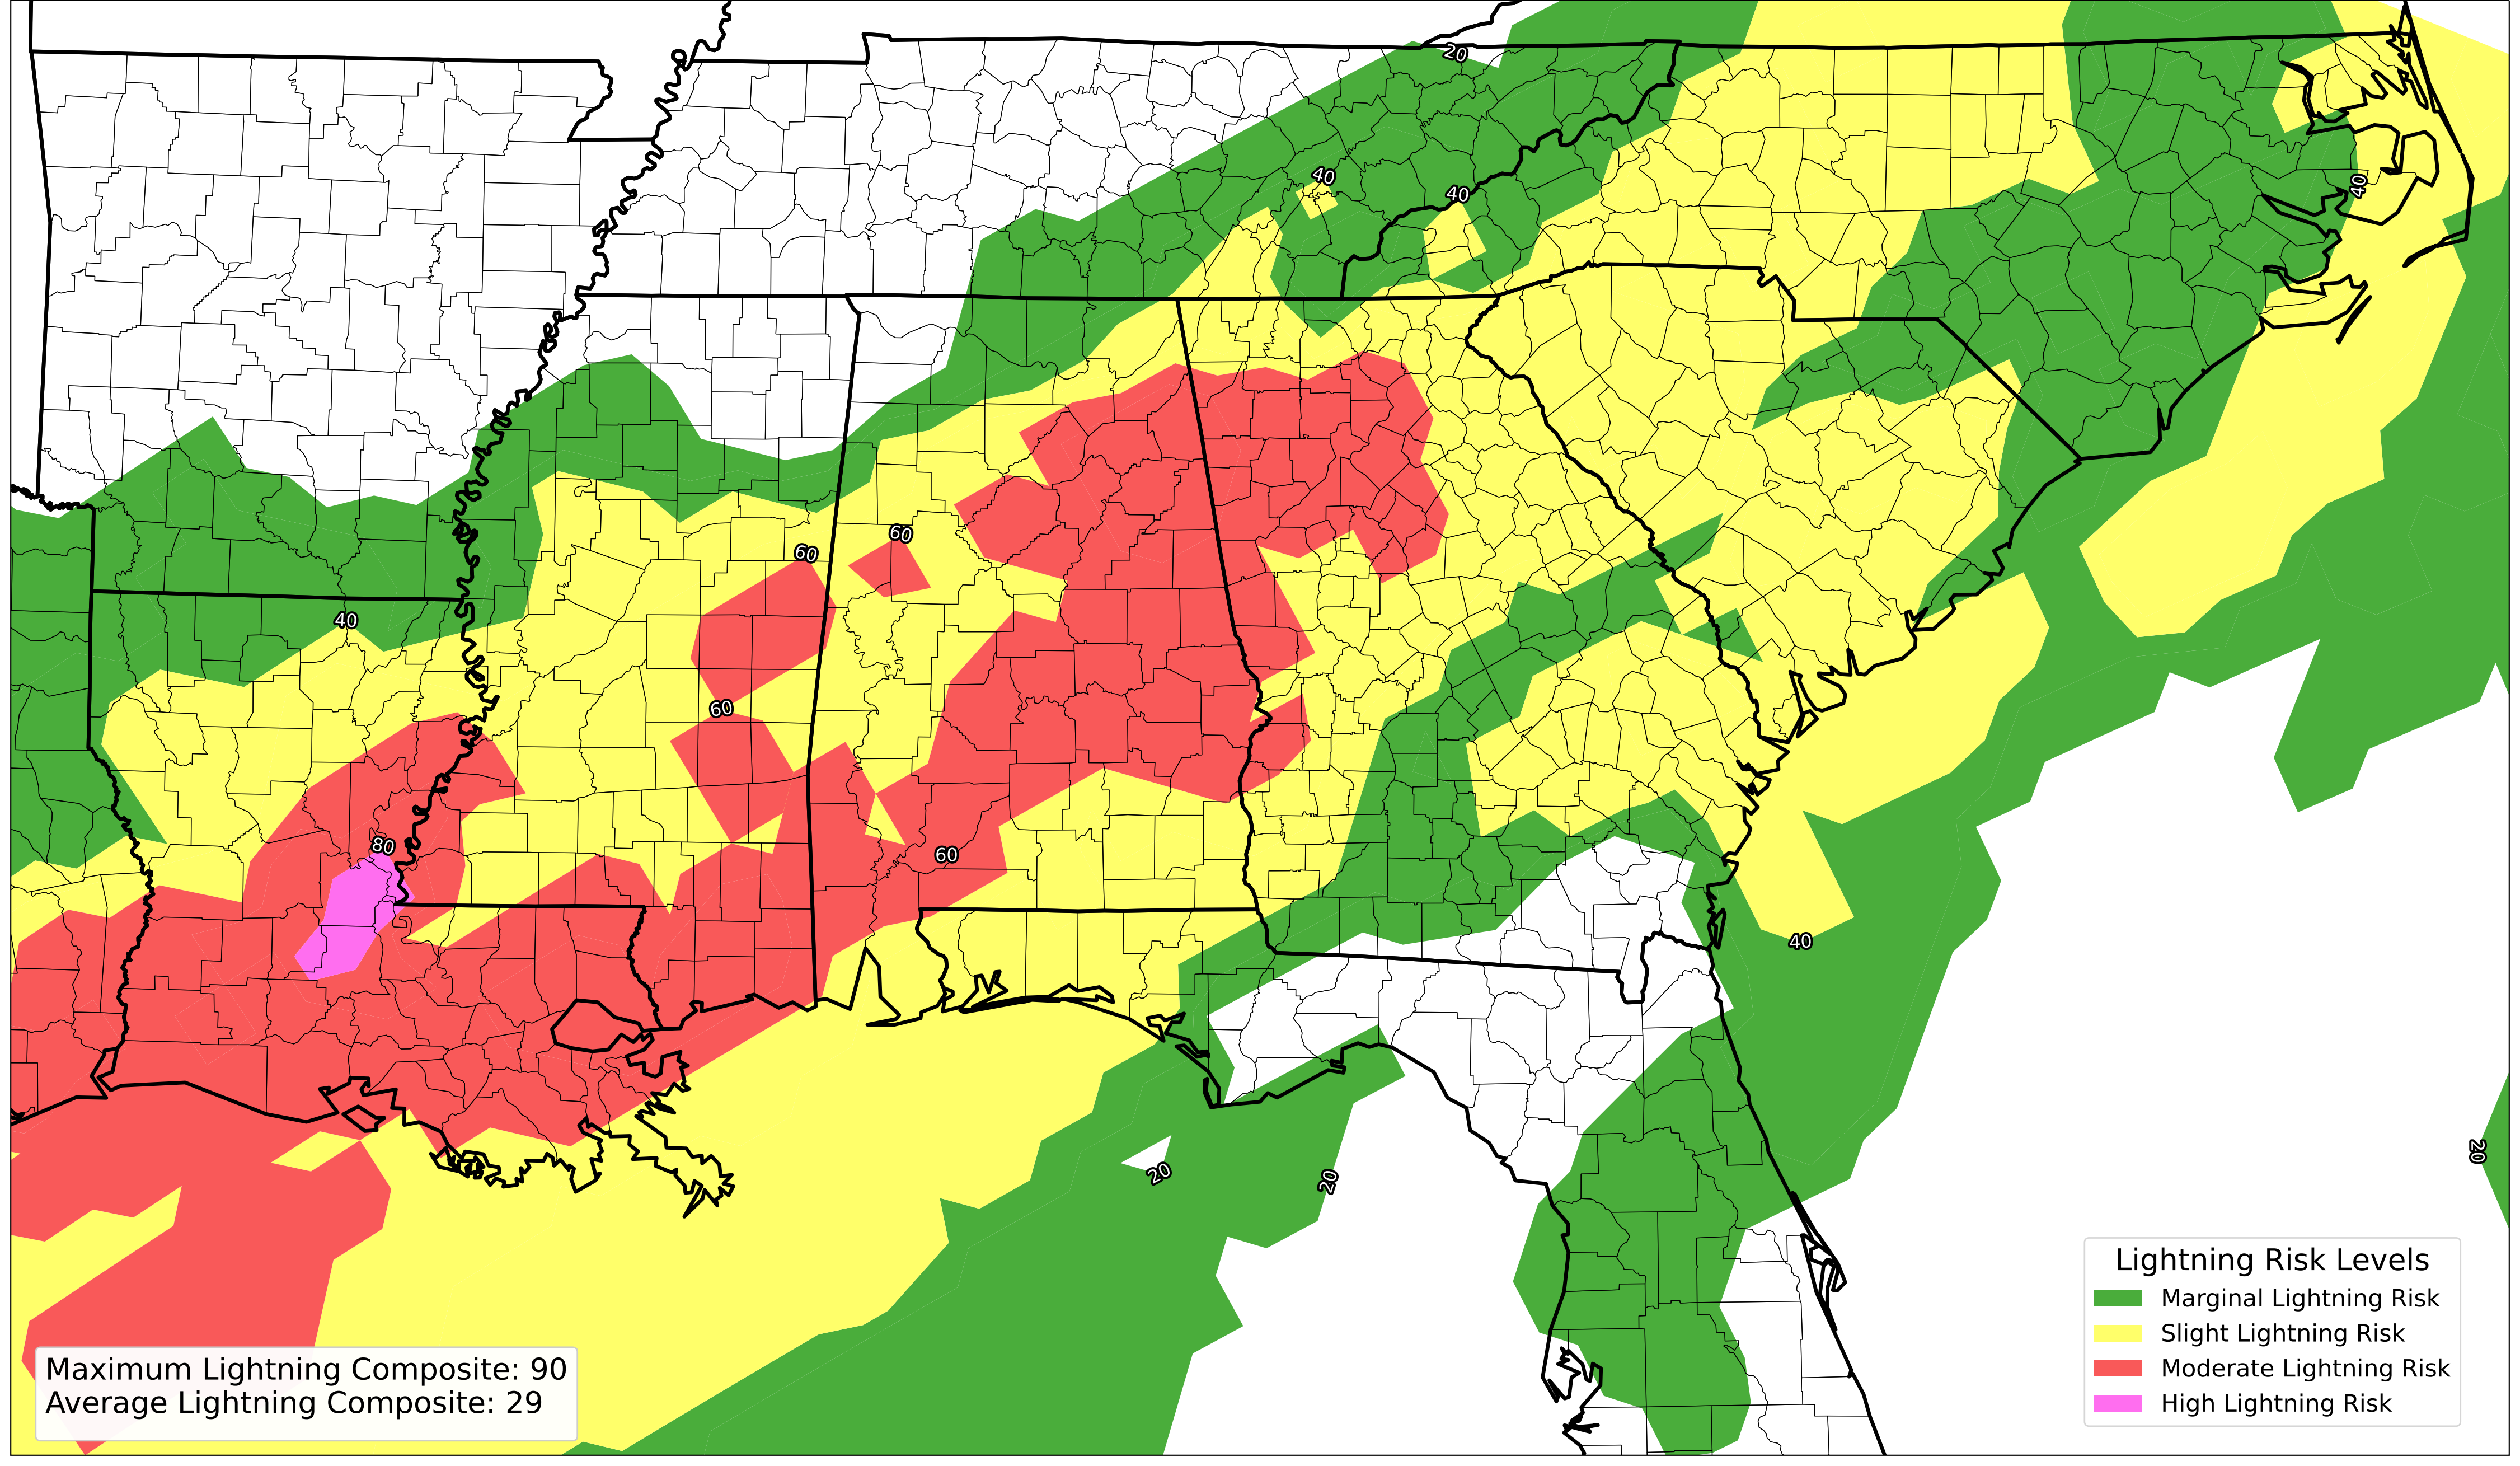 20
40
40
40
60
60
40
60
80
60
40
20
20
20
Lightning Risk Levels
Marginal Lightning Risk
Slight Lightning Risk
Moderate Lightning Risk
High Lightning Risk
Maximum Lightning Composite: 90
Average Lightning Composite: 29